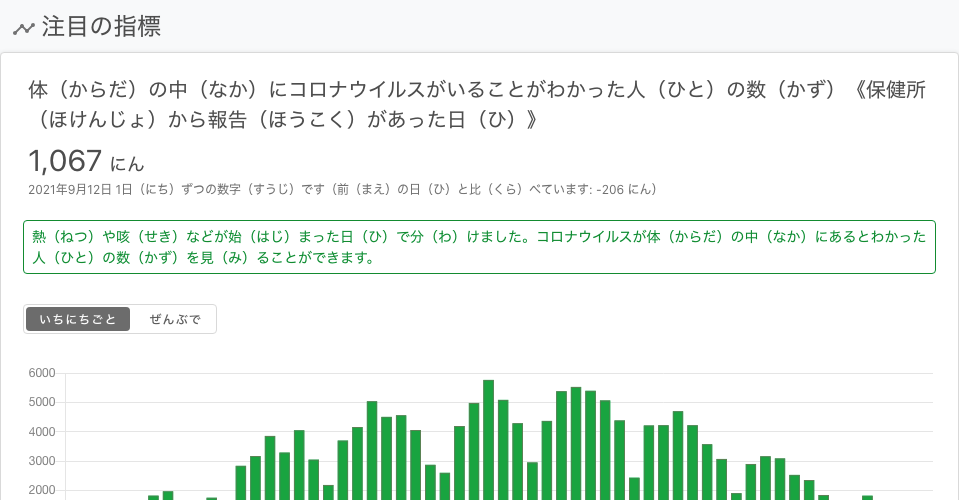 注目の指標
体（からだ）の中（なか）にコロナウイルスがいることがわかった人（ひと）の数（かず）《保健所
（ほけんじょ）から報告（ほうこく）があった日（ひ）》
1,067 にん
2021年9月12日 1日（にち）ずつの数字（すうじ）です（前（まえ）の日（ひ）と比（くら）べています: -206 にん）
熱（ねつ）や咳（せき）などが始（はじ）まった日（ひ）で分（わ）けました。コロナウイルスが体（からだ）の中（なか）にあるとわかった
人（ひと）の数（かず）を見（み）ることができます。
いちにちごと ぜんぶで
6000
5000
4000
3000
2000